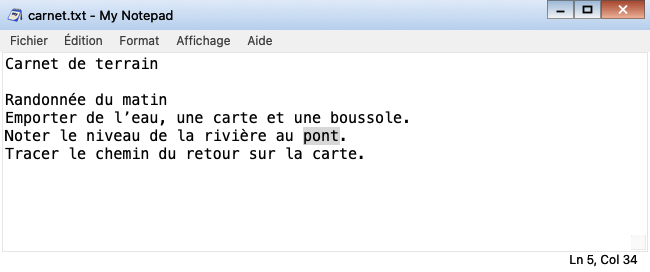 carnet.txt - My Notepad
Fichier Édition Format Affichage Aide
Carnet de terrain
Randonnée du matin
Emporter de l’eau, une carte et une boussole.
Noter le niveau de la rivière au pont.
Tracer le chemin du retour sur la carte.
Ln 5, Col 34